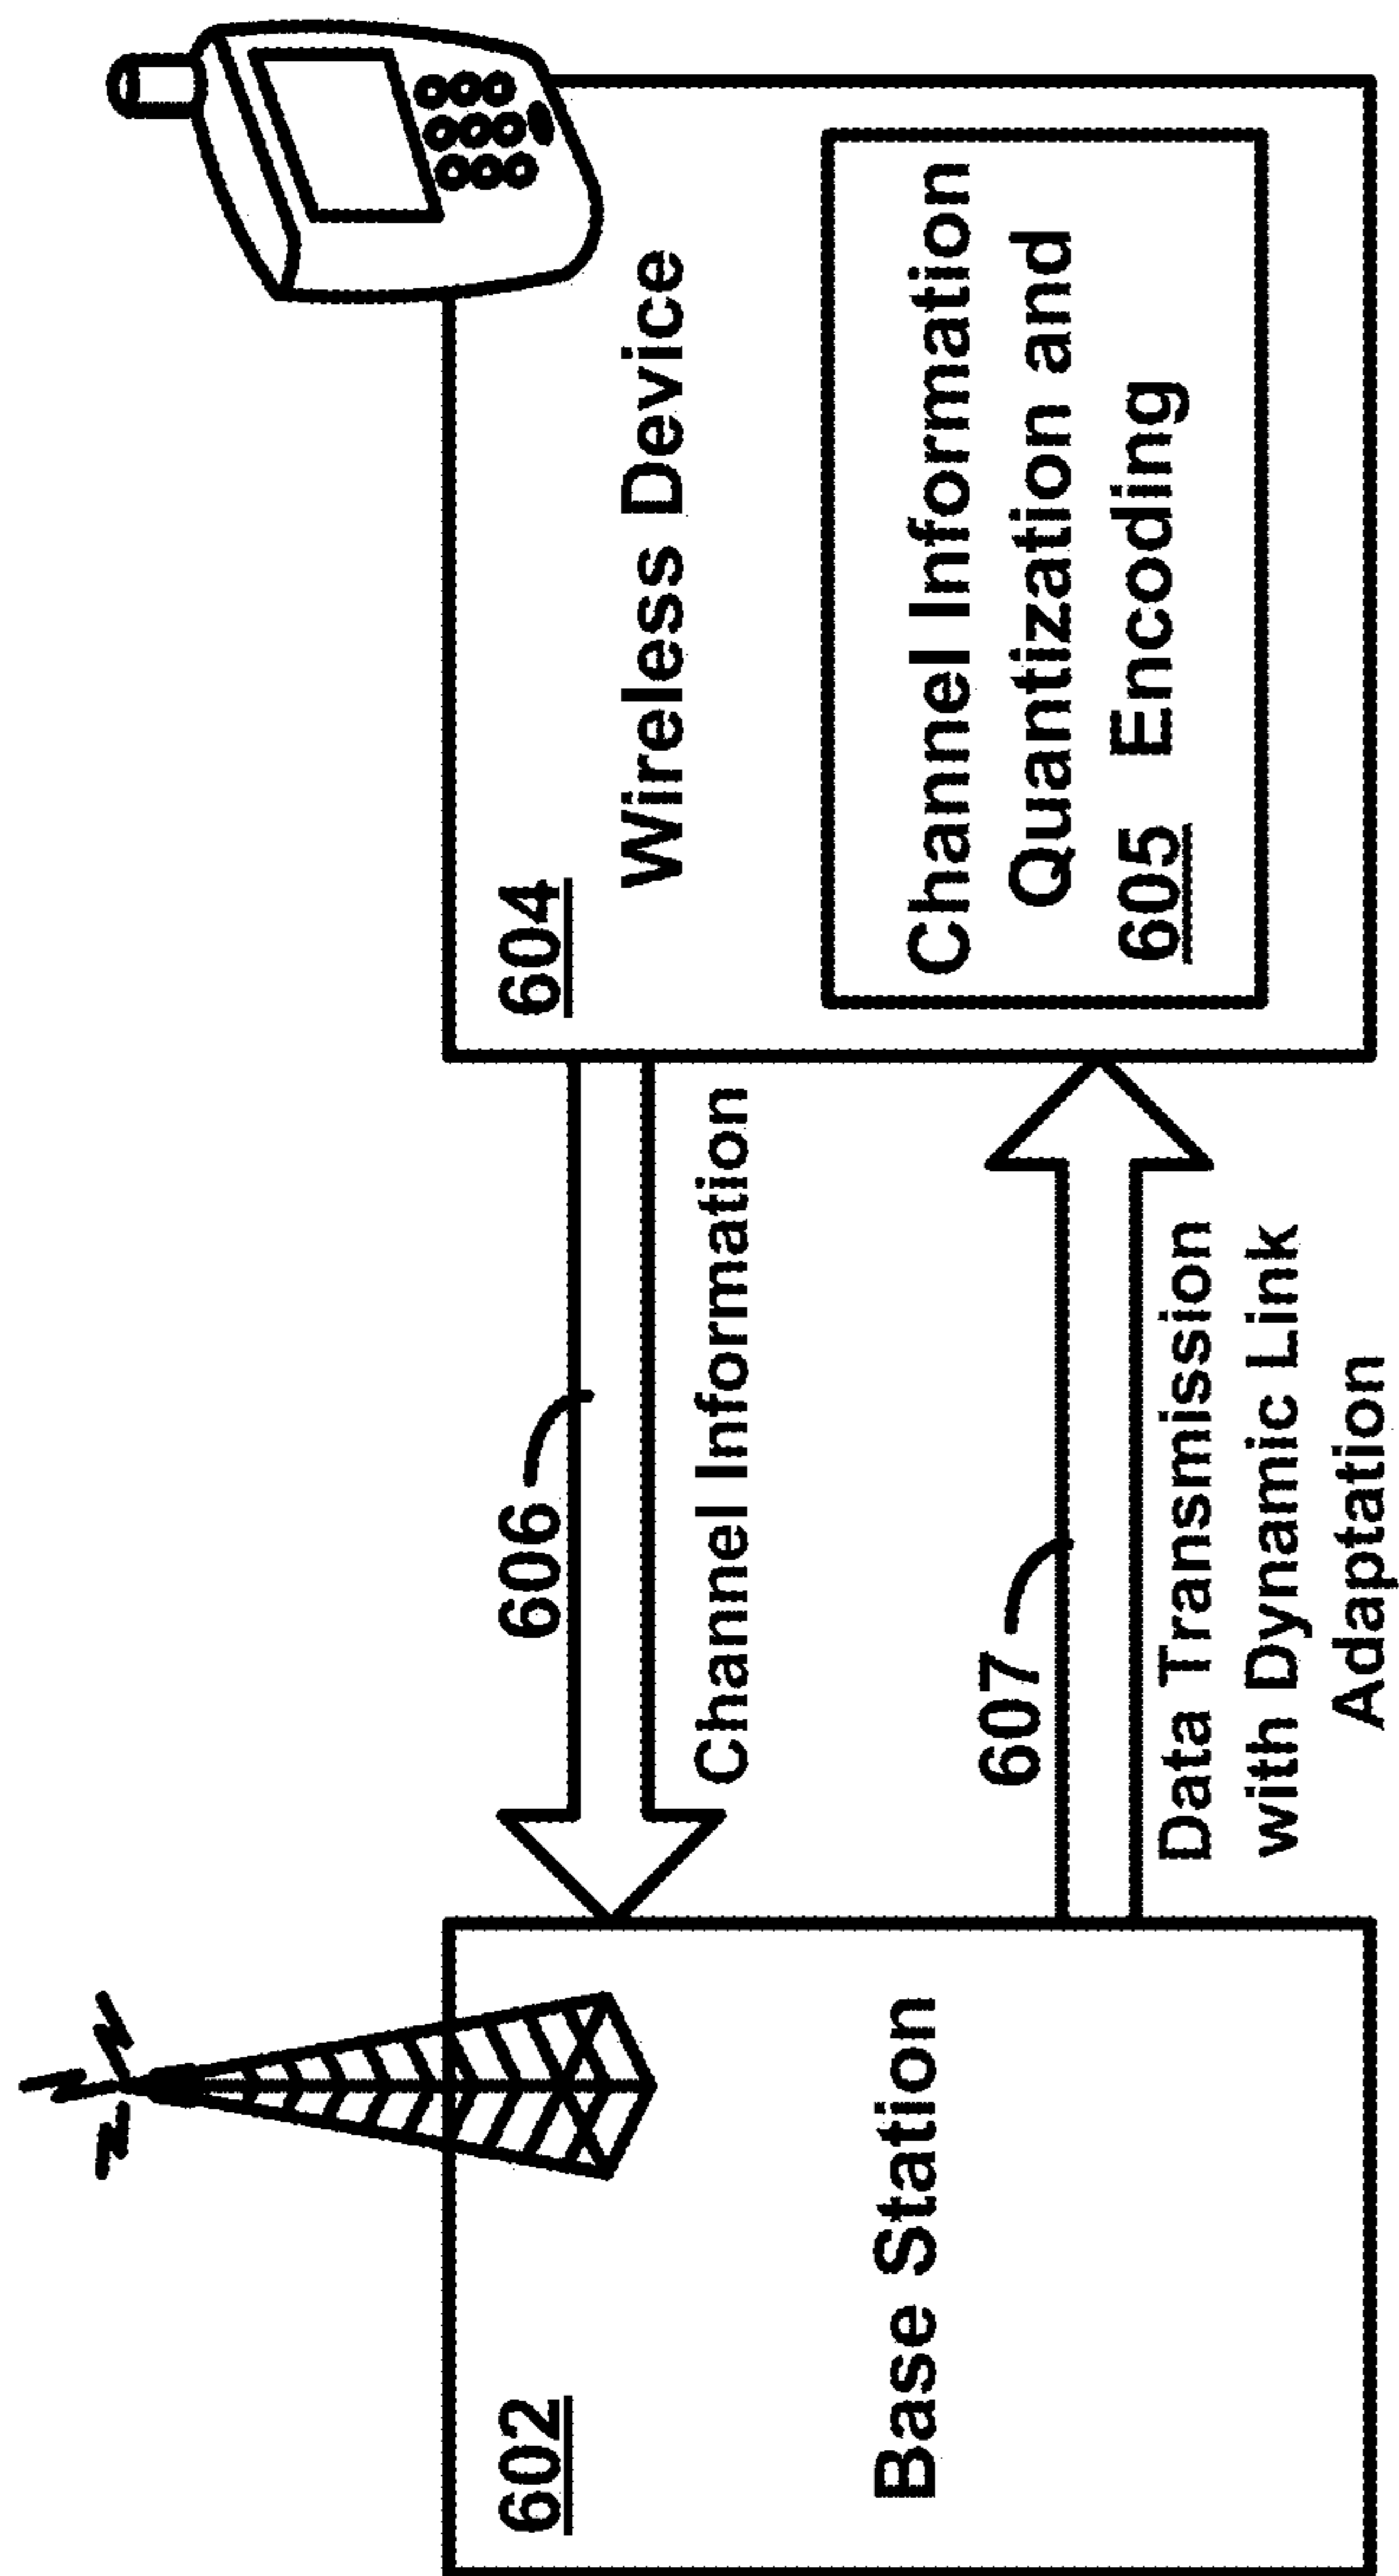 602
Base Station
606
Channel Information
607
Data Transmission
with Dynamic Link
Adaptation
604
Wireless Device
Channel Information
Quantization and
605 Encoding